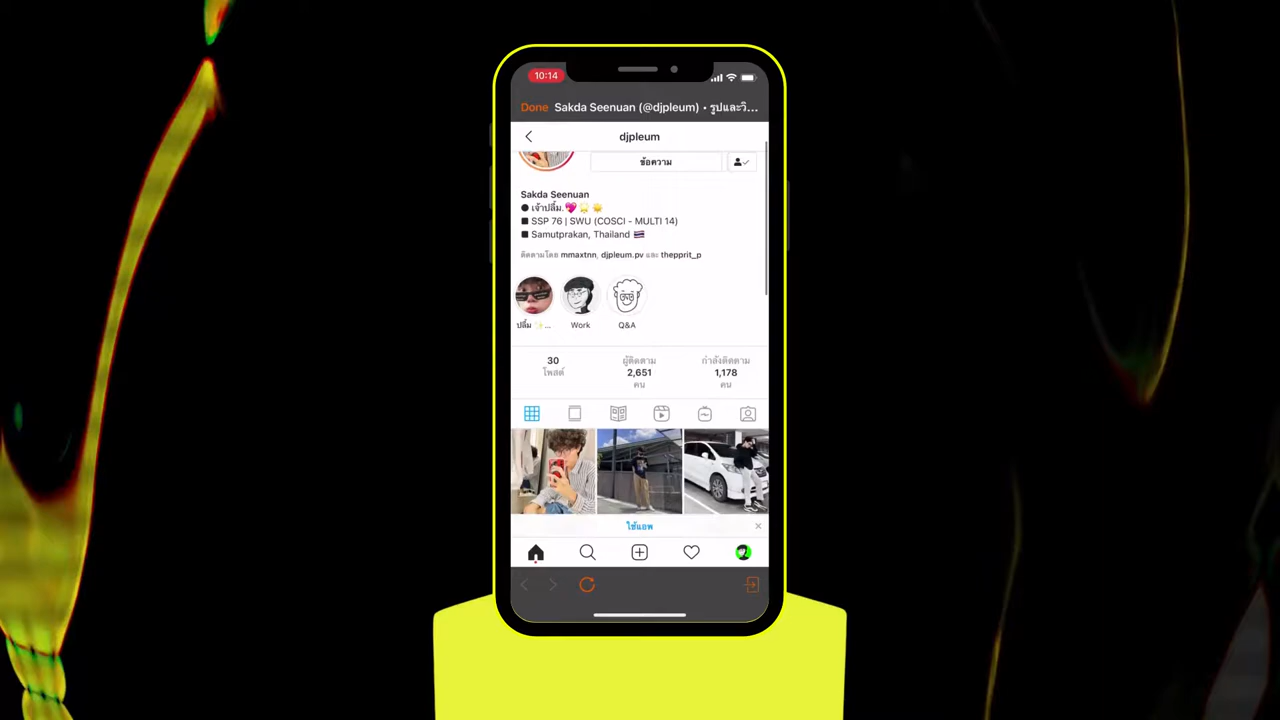 10:14
Done Sakda Seenuan (@djpleum) • รูปและวิ...
djpleum
ข้อความ
Sakda Seenuan
● เจ้าปลื้ม.💖👑🌟
■ SSP 76 | SWU (COSCI - MULTI 14)
■ Samutprakan, Thailand 🇹🇭
ติดตามโดย mmaxtnn, djpleum.pv และ thepprit_p
ปลื้ม ✨... Work Q&A
30 ผู้ติดตาม กำลังติดตาม
โพสต์ 2,651 1,178
คน คน
ใช้แอพ